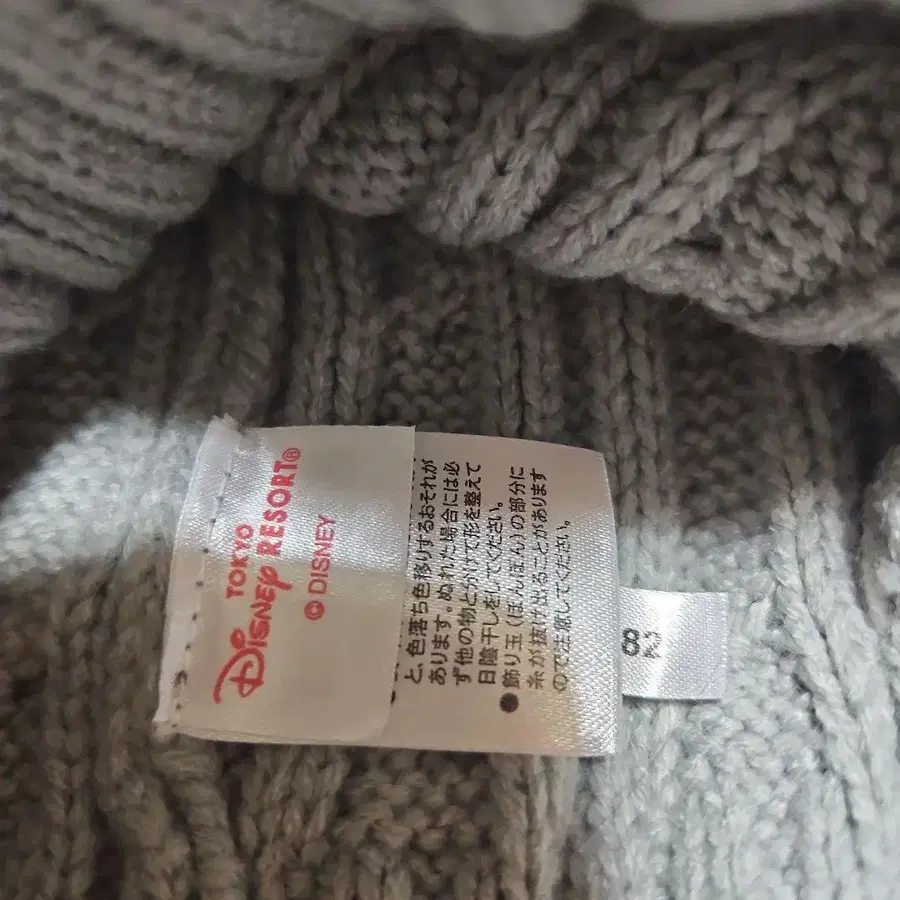 TOKYO
DISNEY RESORT®
© DISNEY
と、色落ち色移りするおそれが
あります。ぬれた場合には必
ず他の物とわけて形を整えて
日陰干しをしてください。
●飾り玉(ぼんぼん)の部分に
糸が抜け出ることがあります
ので注意してください。
82